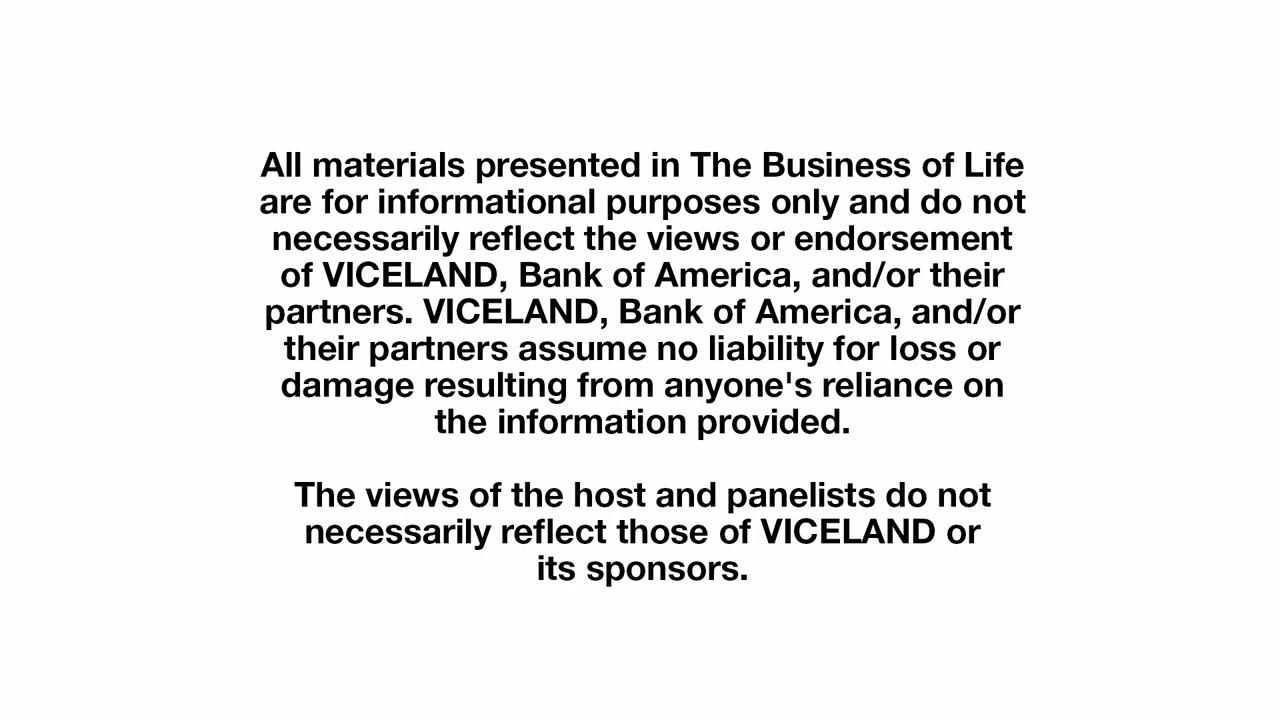 All materials presented in The Business of Life
are for informational purposes only and do not
necessarily reflect the views or endorsement
of VICELAND, Bank of America, and/or their
partners. VICELAND, Bank of America, and/or
their partners assume no liability for loss or
damage resulting from anyone's reliance on
the information provided.
The views of the host and panelists do not
necessarily reflect those of VICELAND or
its sponsors.